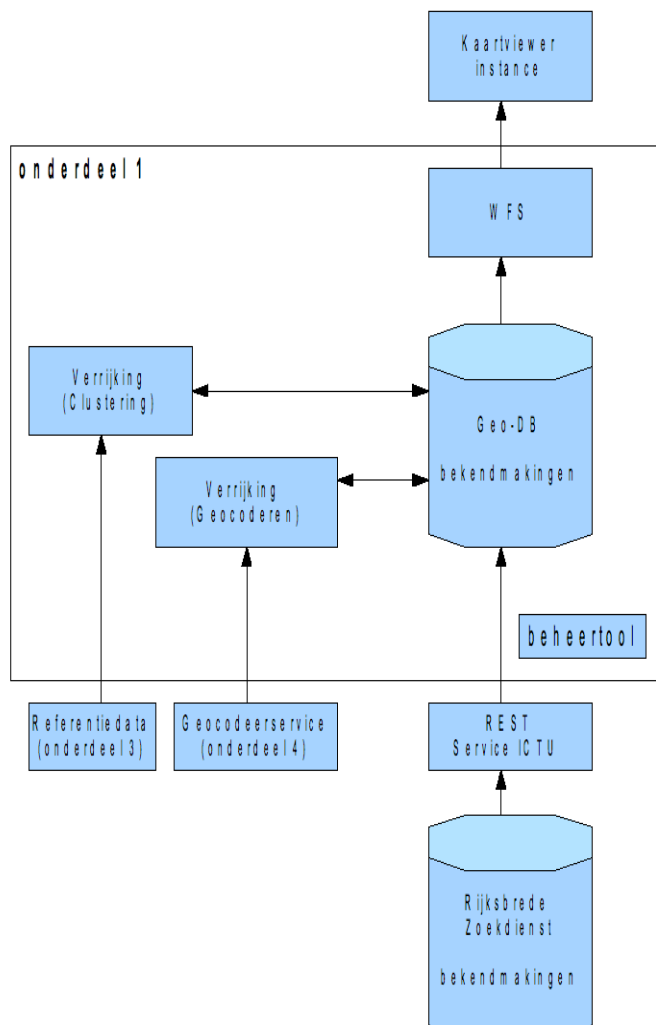 Kaartviewer
instance
onderdeel 1
WFS
Verrijking
(Clustering)
Geo-DB
bekendmakingen
Verrijking
(Geocoderen)
beheertool
Referentiedata
(onderdeel 3)
Geocodeerservice
(onderdeel 4)
REST
Service ICTU
Rijksbrede
Zoekdienst
bekendmakingen